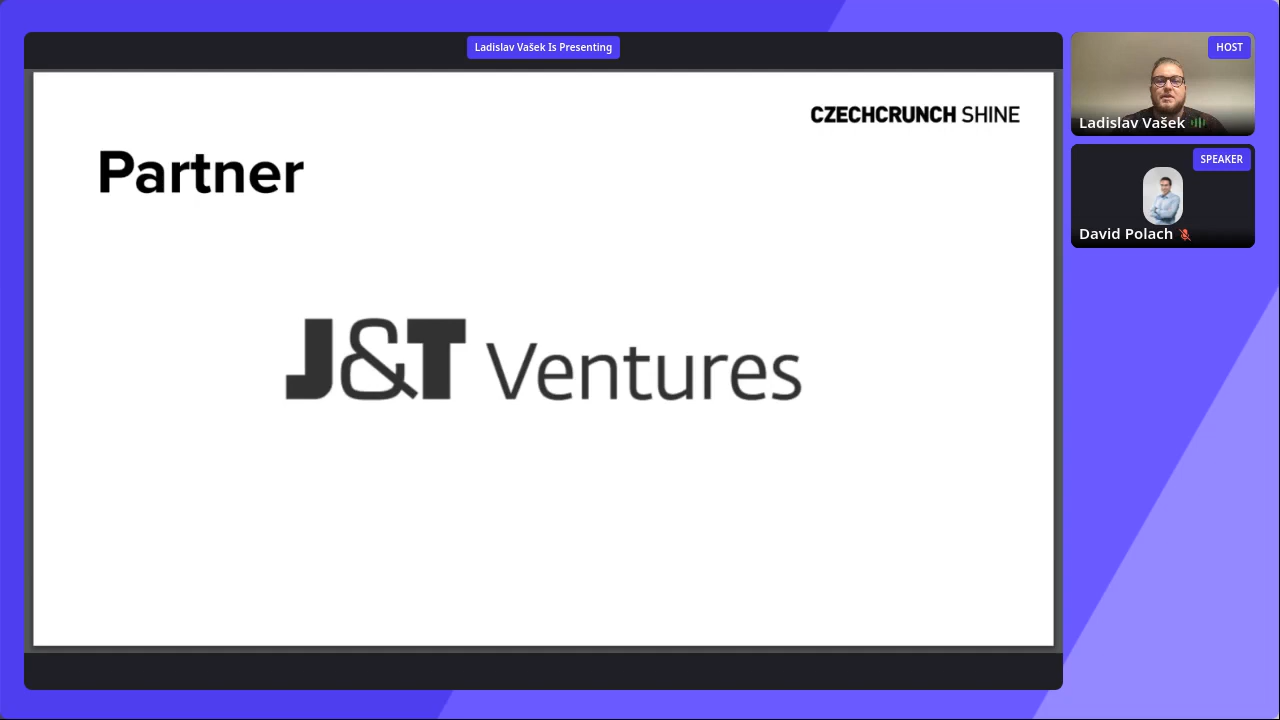 Ladislav Vašek Is Presenting
CZECHCRUNCH SHINE
Partner
J&T Ventures
HOST
Ladislav Vašek
SPEAKER
David Polach